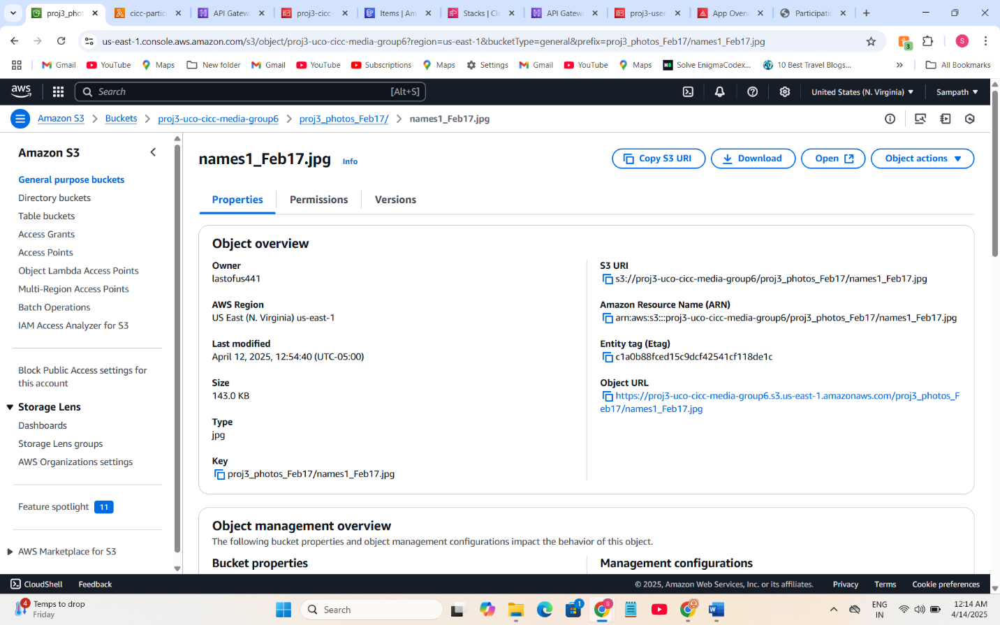 proj3_phot
cicc-partici
API Gatewa
proj3-cicc-
Items | Am
Stacks | Clo
API Gatewa
proj3-user
App Overv
Participatio
us-east-1.console.aws.amazon.com/s3/object/proj3-uco-cicc-media-group6?region=us-east-1&bucketType=general&prefix=proj3_photos_Feb17/names1_Feb17.jpg
3
S
Gmail
YouTube
Maps
New folder
Gmail
YouTube
Subscriptions
Maps
Settings
Gmail
YouTube
Maps
Solve EnigmaCodex...
10 Best Travel Blogs...
»
All Bookmarks
aws
Search
[Alt+S]
United States (N. Virginia)
Sampath
Amazon S3
Buckets
proj3-uco-cicc-media-group6
proj3_photos_Feb17/
names1_Feb17.jpg
Amazon S3
General purpose buckets
Directory buckets
Table buckets
Access Grants
Access Points
Object Lambda Access Points
Multi-Region Access Points
Batch Operations
IAM Access Analyzer for S3
Block Public Access settings for
this account
Storage Lens
Dashboards
Storage Lens groups
AWS Organizations settings
Feature spotlight 11
AWS Marketplace for S3
names1_Feb17.jpg Info
Copy S3 URI
Download
Open
Object actions
Properties
Permissions
Versions
Object overview
Owner
lastofus441
AWS Region
US East (N. Virginia) us-east-1
Last modified
April 12, 2025, 12:54:40 (UTC-05:00)
Size
143.0 KB
Type
jpg
Key
proj3_photos_Feb17/names1_Feb17.jpg
S3 URI
s3://proj3-uco-cicc-media-group6/proj3_photos_Feb17/names1_Feb17.jpg
Amazon Resource Name (ARN)
arn:aws:s3:::proj3-uco-cicc-media-group6/proj3_photos_Feb17/names1_Feb17.jpg
Entity tag (Etag)
c1a0b88fced15c9dcf42541cf118de1c
Object URL
https://proj3-uco-cicc-media-group6.s3.us-east-1.amazonaws.com/proj3_photos_F
eb17/names1_Feb17.jpg
Object management overview
The following bucket properties and object management configurations impact the behavior of this object.
Bucket properties
Management configurations
CloudShell
Feedback
© 2025, Amazon Web Services, Inc. or its affiliates.
Privacy
Terms
Cookie preferences
4
Temps to drop
Friday
Search
1
S
ENG
IN
12:14 AM
4/14/2025